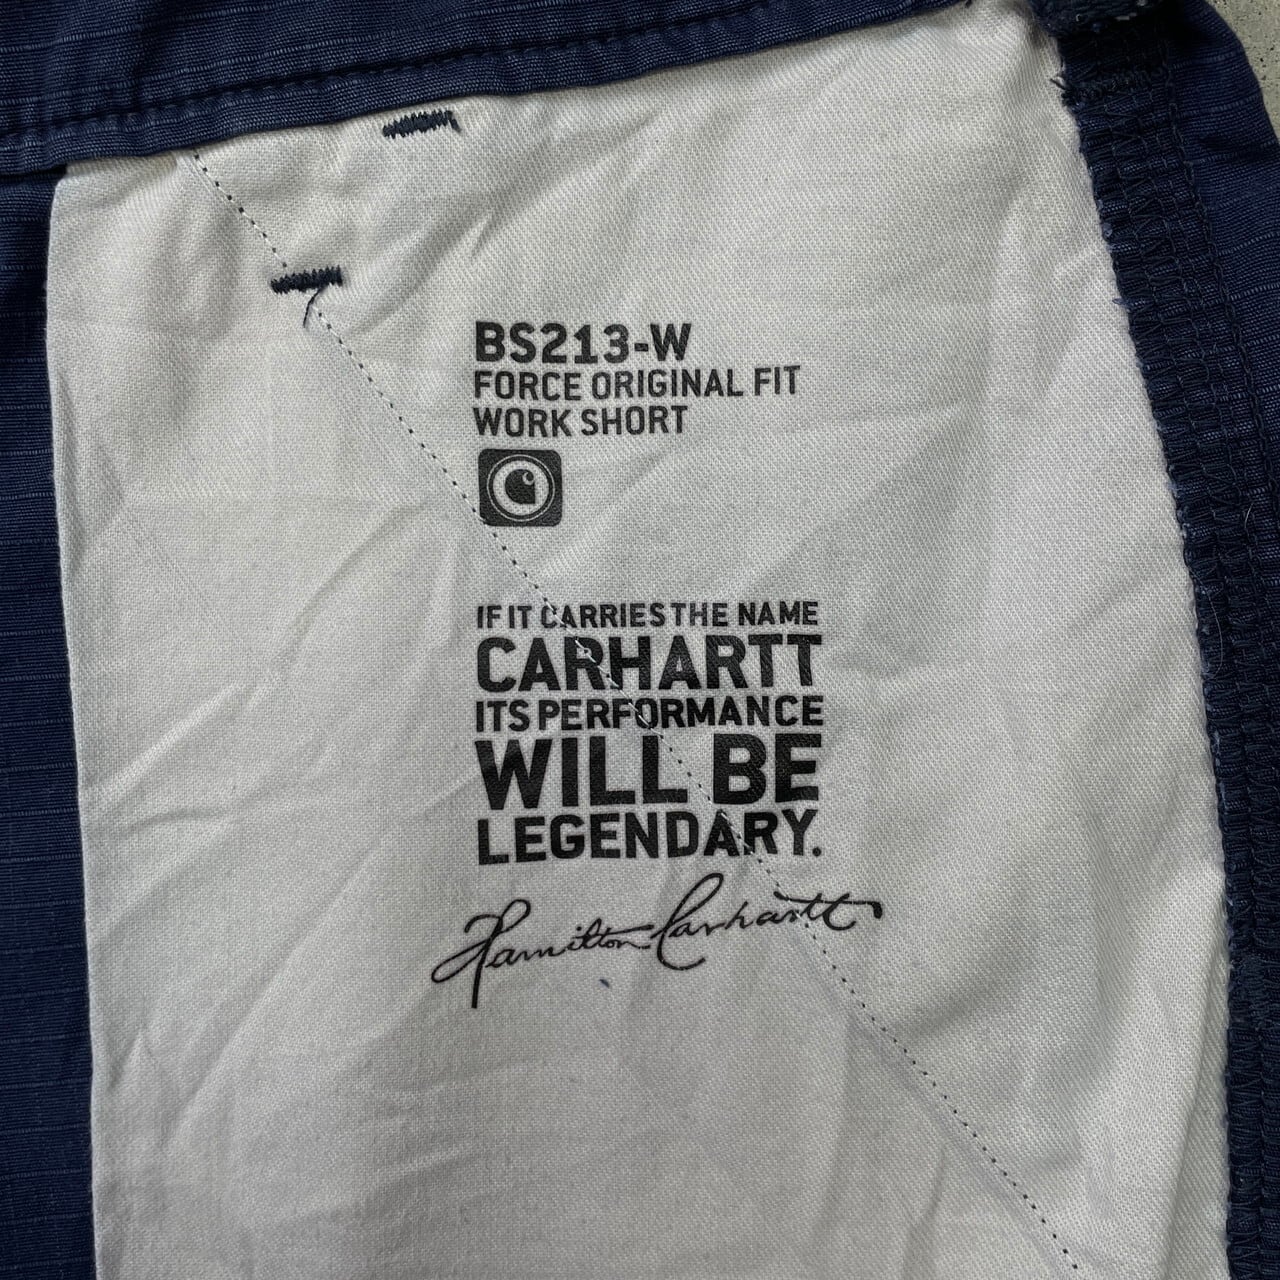 BS213-W
FORCE ORIGINAL FIT
WORK SHORT
IF IT CARRIES THE NAME
CARHARTT
ITS PERFORMANCE
WILL BE
LEGENDARY.
Hamilton Carhartt